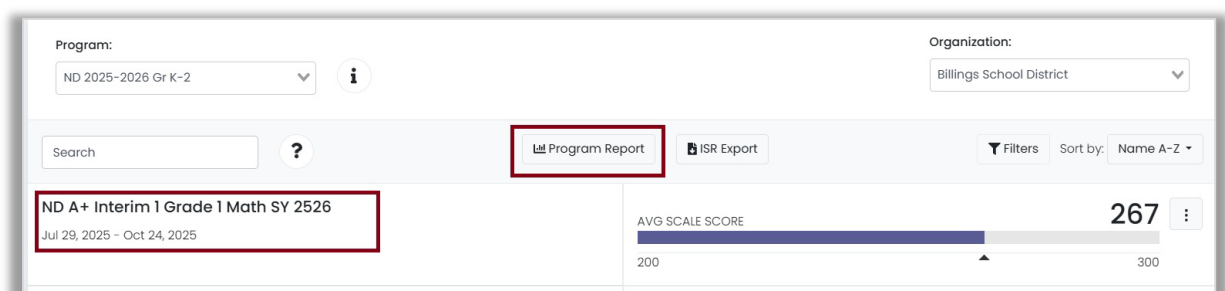 Program:
Organization:
ND 2025-2026 Gr K-2
i
Billings School District
Search
?
Program Report
ISR Export
Filters
Sort by:
Name A-Z
ND A+ Interim 1 Grade 1 Math SY 2526
Jul 29, 2025 - Oct 24, 2025
AVG SCALE SCORE
267
200
300